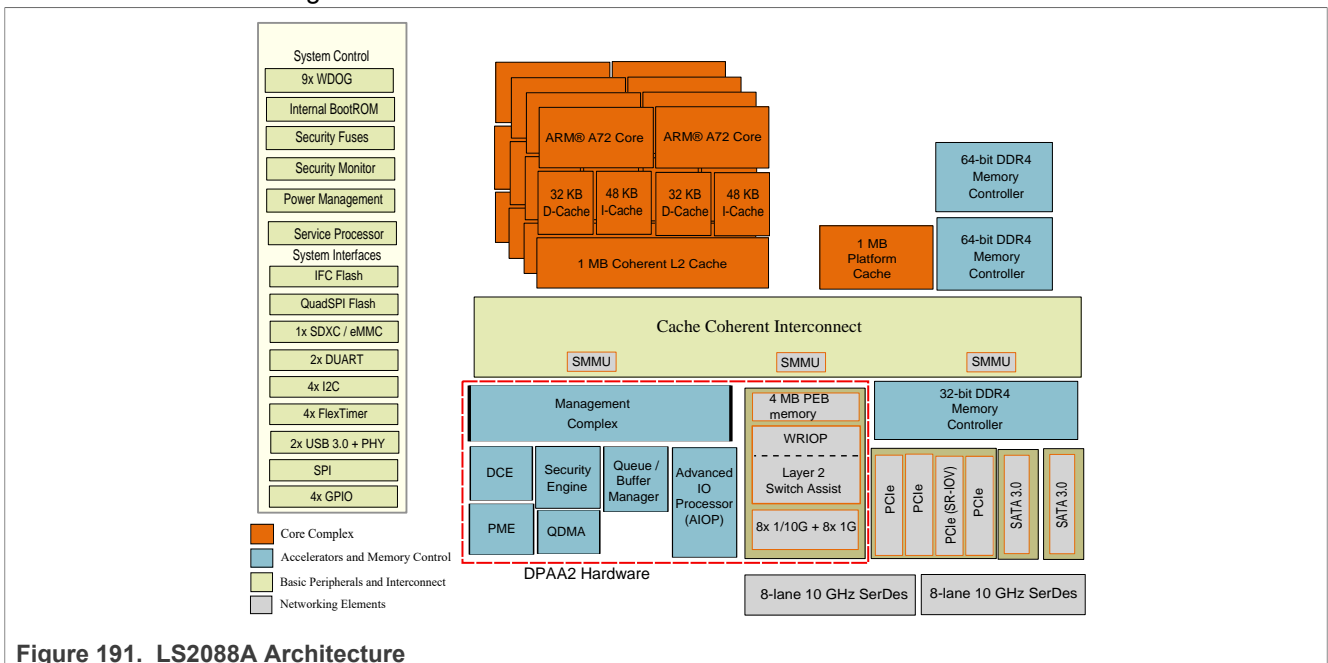 System Control
9x WDOG
Internal BootROM
Security Fuses
Security Monitor
Power Management
Service Processor
System Interfaces
IFC Flash
QuadSPI Flash
1x SDXC / eMMC
2x DUART
4x I2C
4x FlexTimer
2x USB 3.0 + PHY
SPI
4x GPIO
Core Complex
Accelerators and Memory Control
Basic Peripherals and Interconnect
Networking Elements
ARM® A72 Core
ARM® A72 Core
32 KB
D-Cache
48 KB
I-Cache
32 KB
D-Cache
48 KB
I-Cache
1 MB Coherent L2 Cache
1 MB
Platform
Cache
64-bit DDR4
Memory
Controller
64-bit DDR4
Memory
Controller
Cache Coherent Interconnect
SMMU
SMMU
SMMU
Management
Complex
DCE
Security
Engine
Queue /
Buffer
Manager
Advanced
IO
Processor
(AIOP)
PME
QDMA
DPAA2 Hardware
4 MB PEB
memory
WRIOP
Layer 2
Switch Assist
8x 1/10G + 8x 1G
32-bit DDR4
Memory
Controller
PCIe
PCIe
PCIe (SR-IOV)
PCIe
SATA 3.0
SATA 3.0
8-lane 10 GHz SerDes
8-lane 10 GHz SerDes
Figure 191. LS2088A Architecture